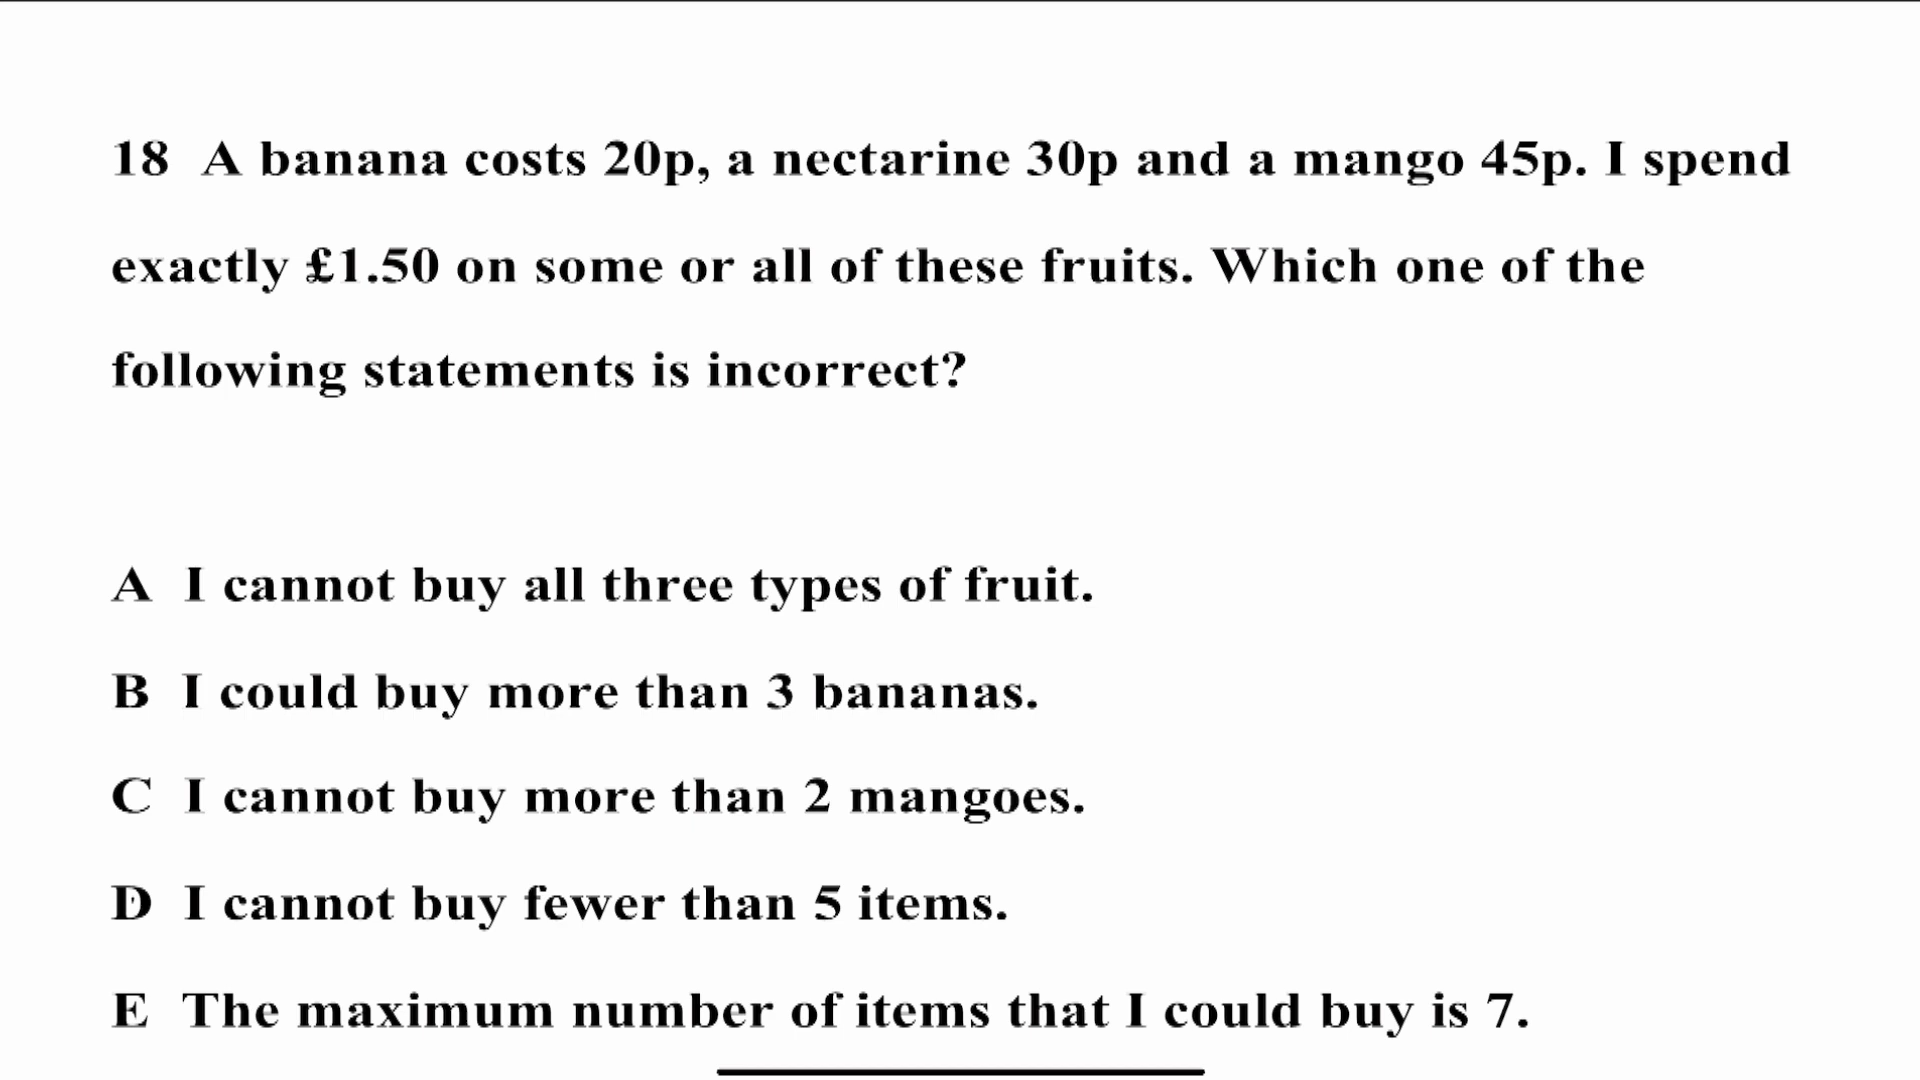 18 A banana costs 20p, a nectarine 30p and a mango 45p. I spend
exactly £1.50 on some or all of these fruits. Which one of the
following statements is incorrect?
A I cannot buy all three types of fruit.
B I could buy more than 3 bananas.
C I cannot buy more than 2 mangoes.
D I cannot buy fewer than 5 items.
E The maximum number of items that I could buy is 7.